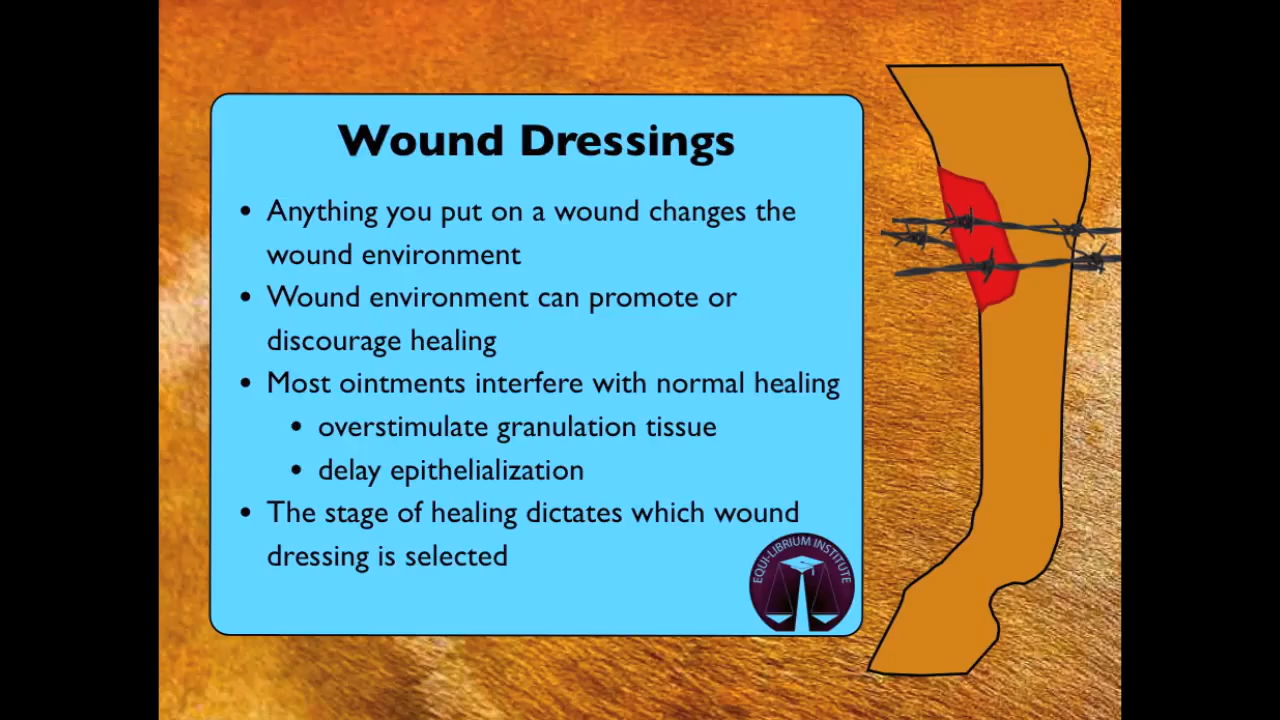 Wound Dressings
• Anything you put on a wound changes the
wound environment
• Wound environment can promote or
discourage healing
• Most ointments interfere with normal healing
• overstimulate granulation tissue
• delay epithelialization
• The stage of healing dictates which wound
dressing is selected
EQUI-LIBRIUM INSTITUTE